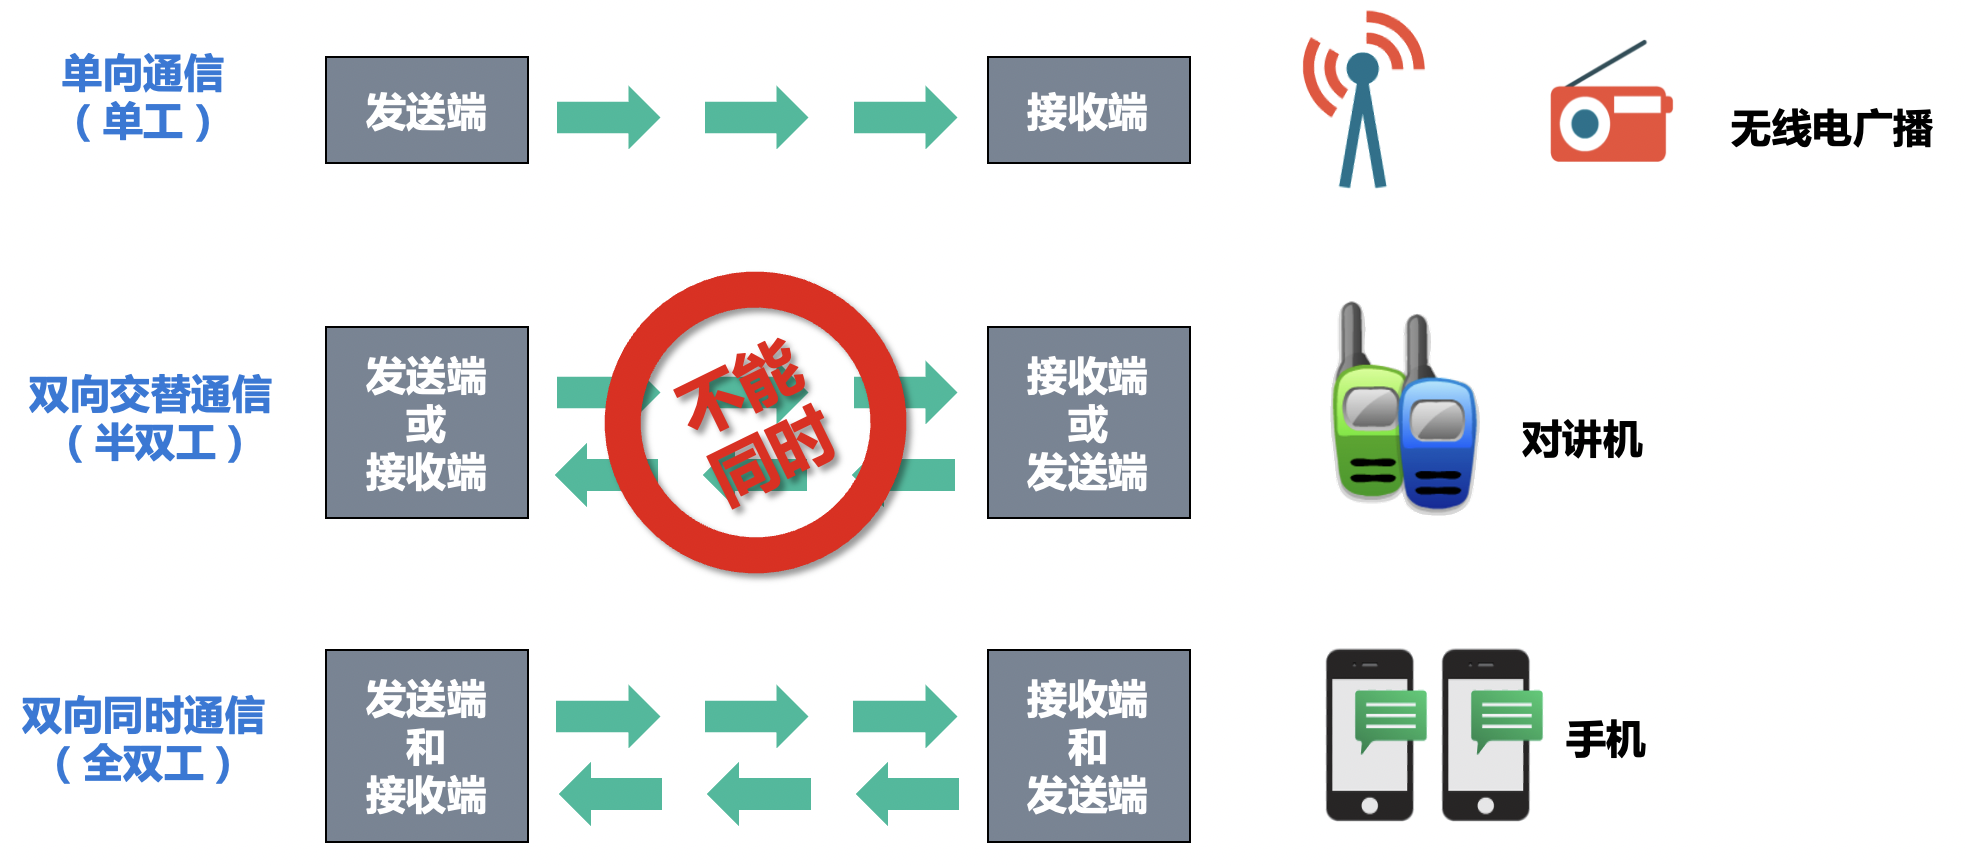 单向通信
（单工）
发送端
接收端
无线电广播
双向交替通信
（半双工）
发送端
或
接收端
不能
同时
接收端
或
发送端
对讲机
双向同时通信
（全双工）
发送端
和
接收端
接收端
和
发送端
手机